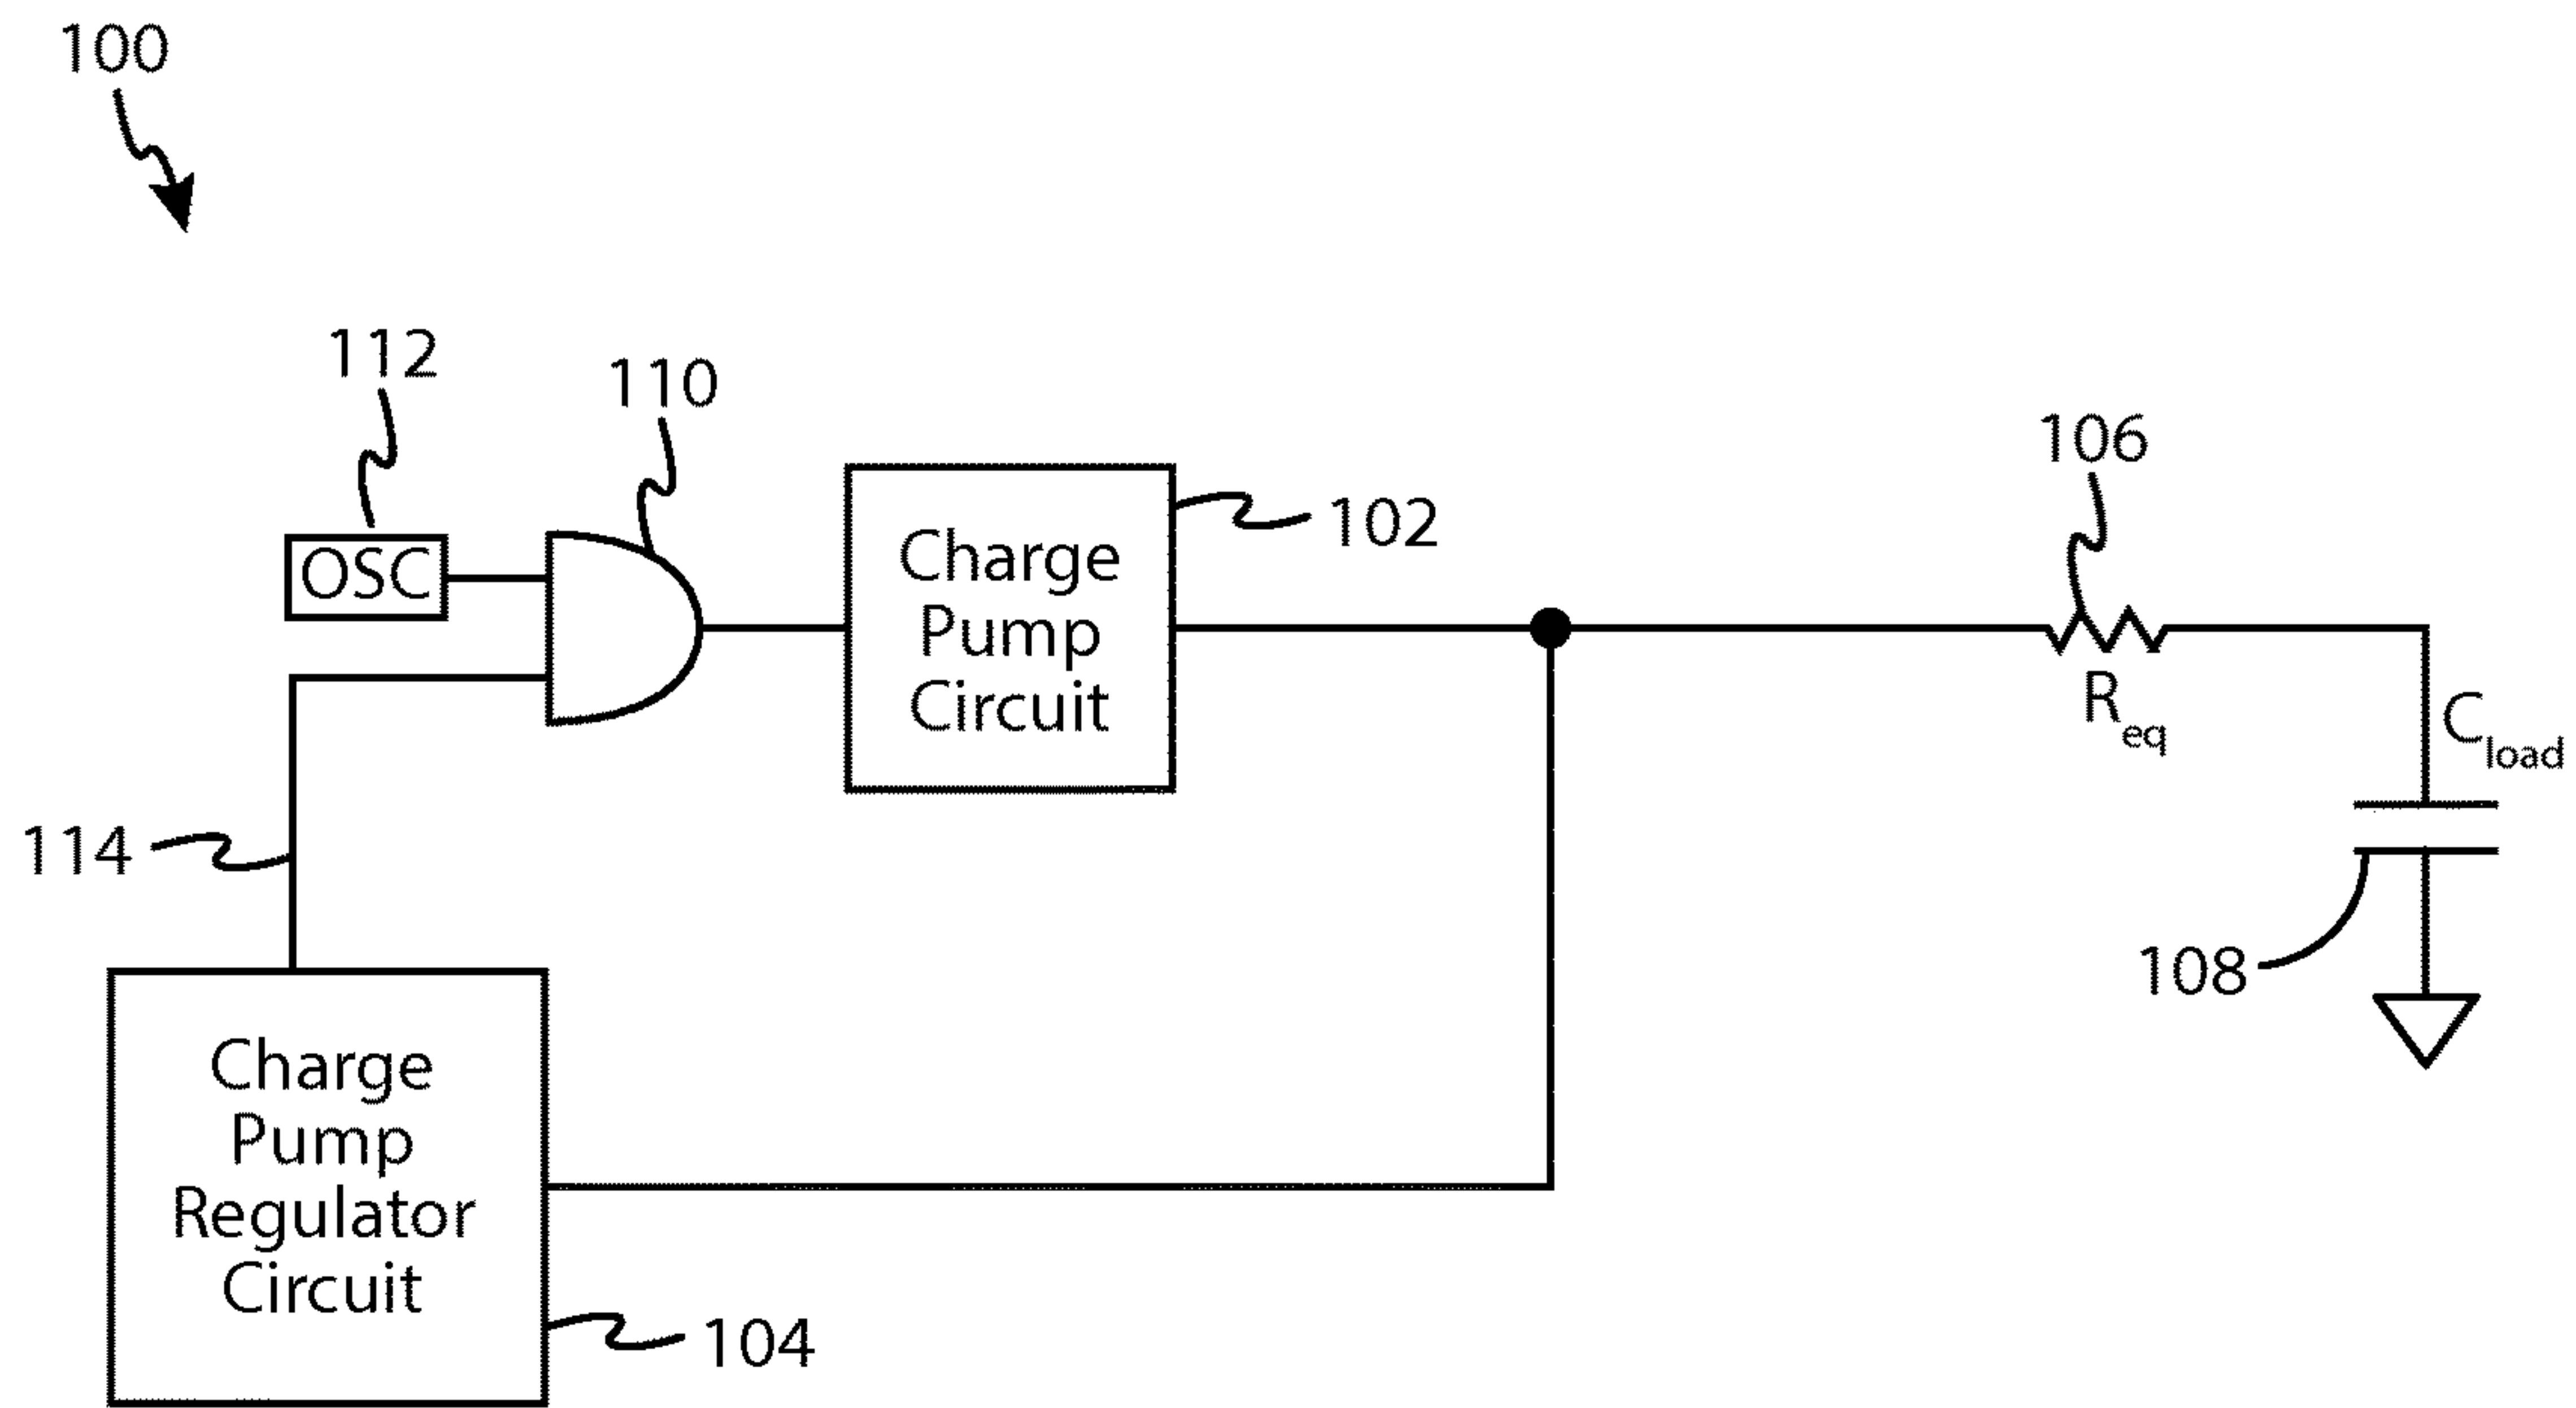 100
112
110
106
OSC
102
Charge
Pump
Circuit
Req
Cload
114
108
Charge
Pump
Regulator
Circuit
104